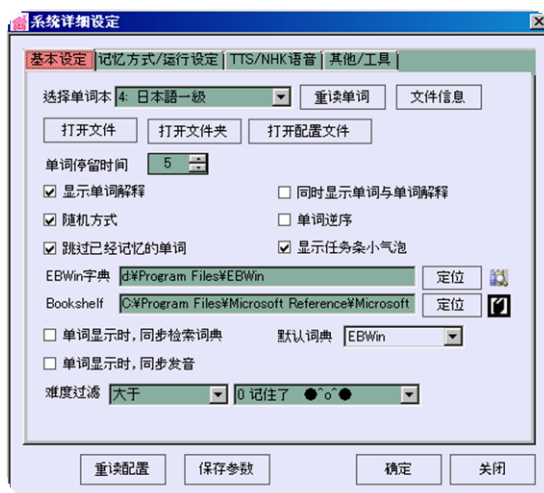 系统详细设定
基本设定 记忆方式/运行设定 TTS/NHK语音 其他/工具
选择单词本 4: 日本語一級 重读单词 文件信息
打开文件 打开文件夹 打开配置文件
单词停留时间 5
显示单词解释 同时显示单词与单词解释
随机方式 单词逆序
跳过已经记忆的单词 显示任务条小气泡
EBWin字典 d¥Program Files¥EBWin 定位
Bookshelf C:¥Program Files¥Microsoft Reference¥Microsoft 定位
单词显示时,同步检索词典 默认词典 EBWin
单词显示时,同步发音
难度过滤 大于 0 记住了 ●^o^●
重读配置 保存参数 确定 关闭